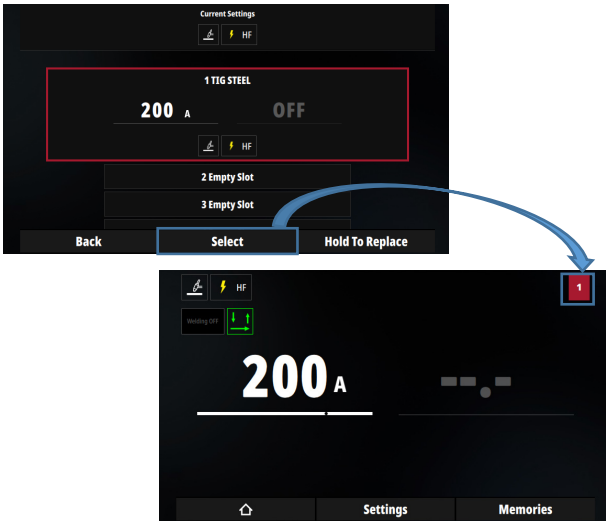 Current Settings
HF
1 TIG STEEL
200 A OFF
HF
2 Empty Slot
3 Empty Slot
Back Select Hold To Replace
HF 1
Welding OFF
200 A --.-
Settings Memories